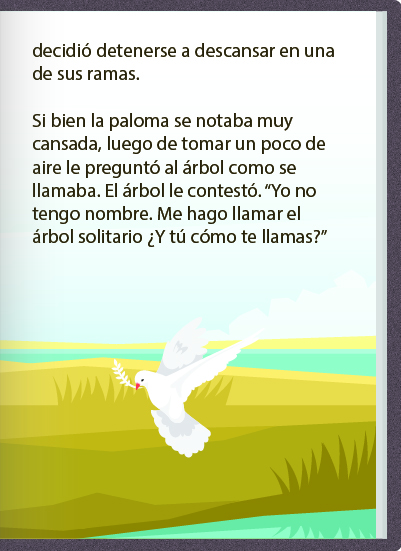 decidió detenerse a descansar en una
de sus ramas.
Si bien la paloma se notaba muy
cansada, luego de tomar un poco de
aire le preguntó al árbol como se
llamaba. El árbol le contestó. “Yo no
tengo nombre. Me hago llamar el
árbol solitario ¿Y tú cómo te llamas?”